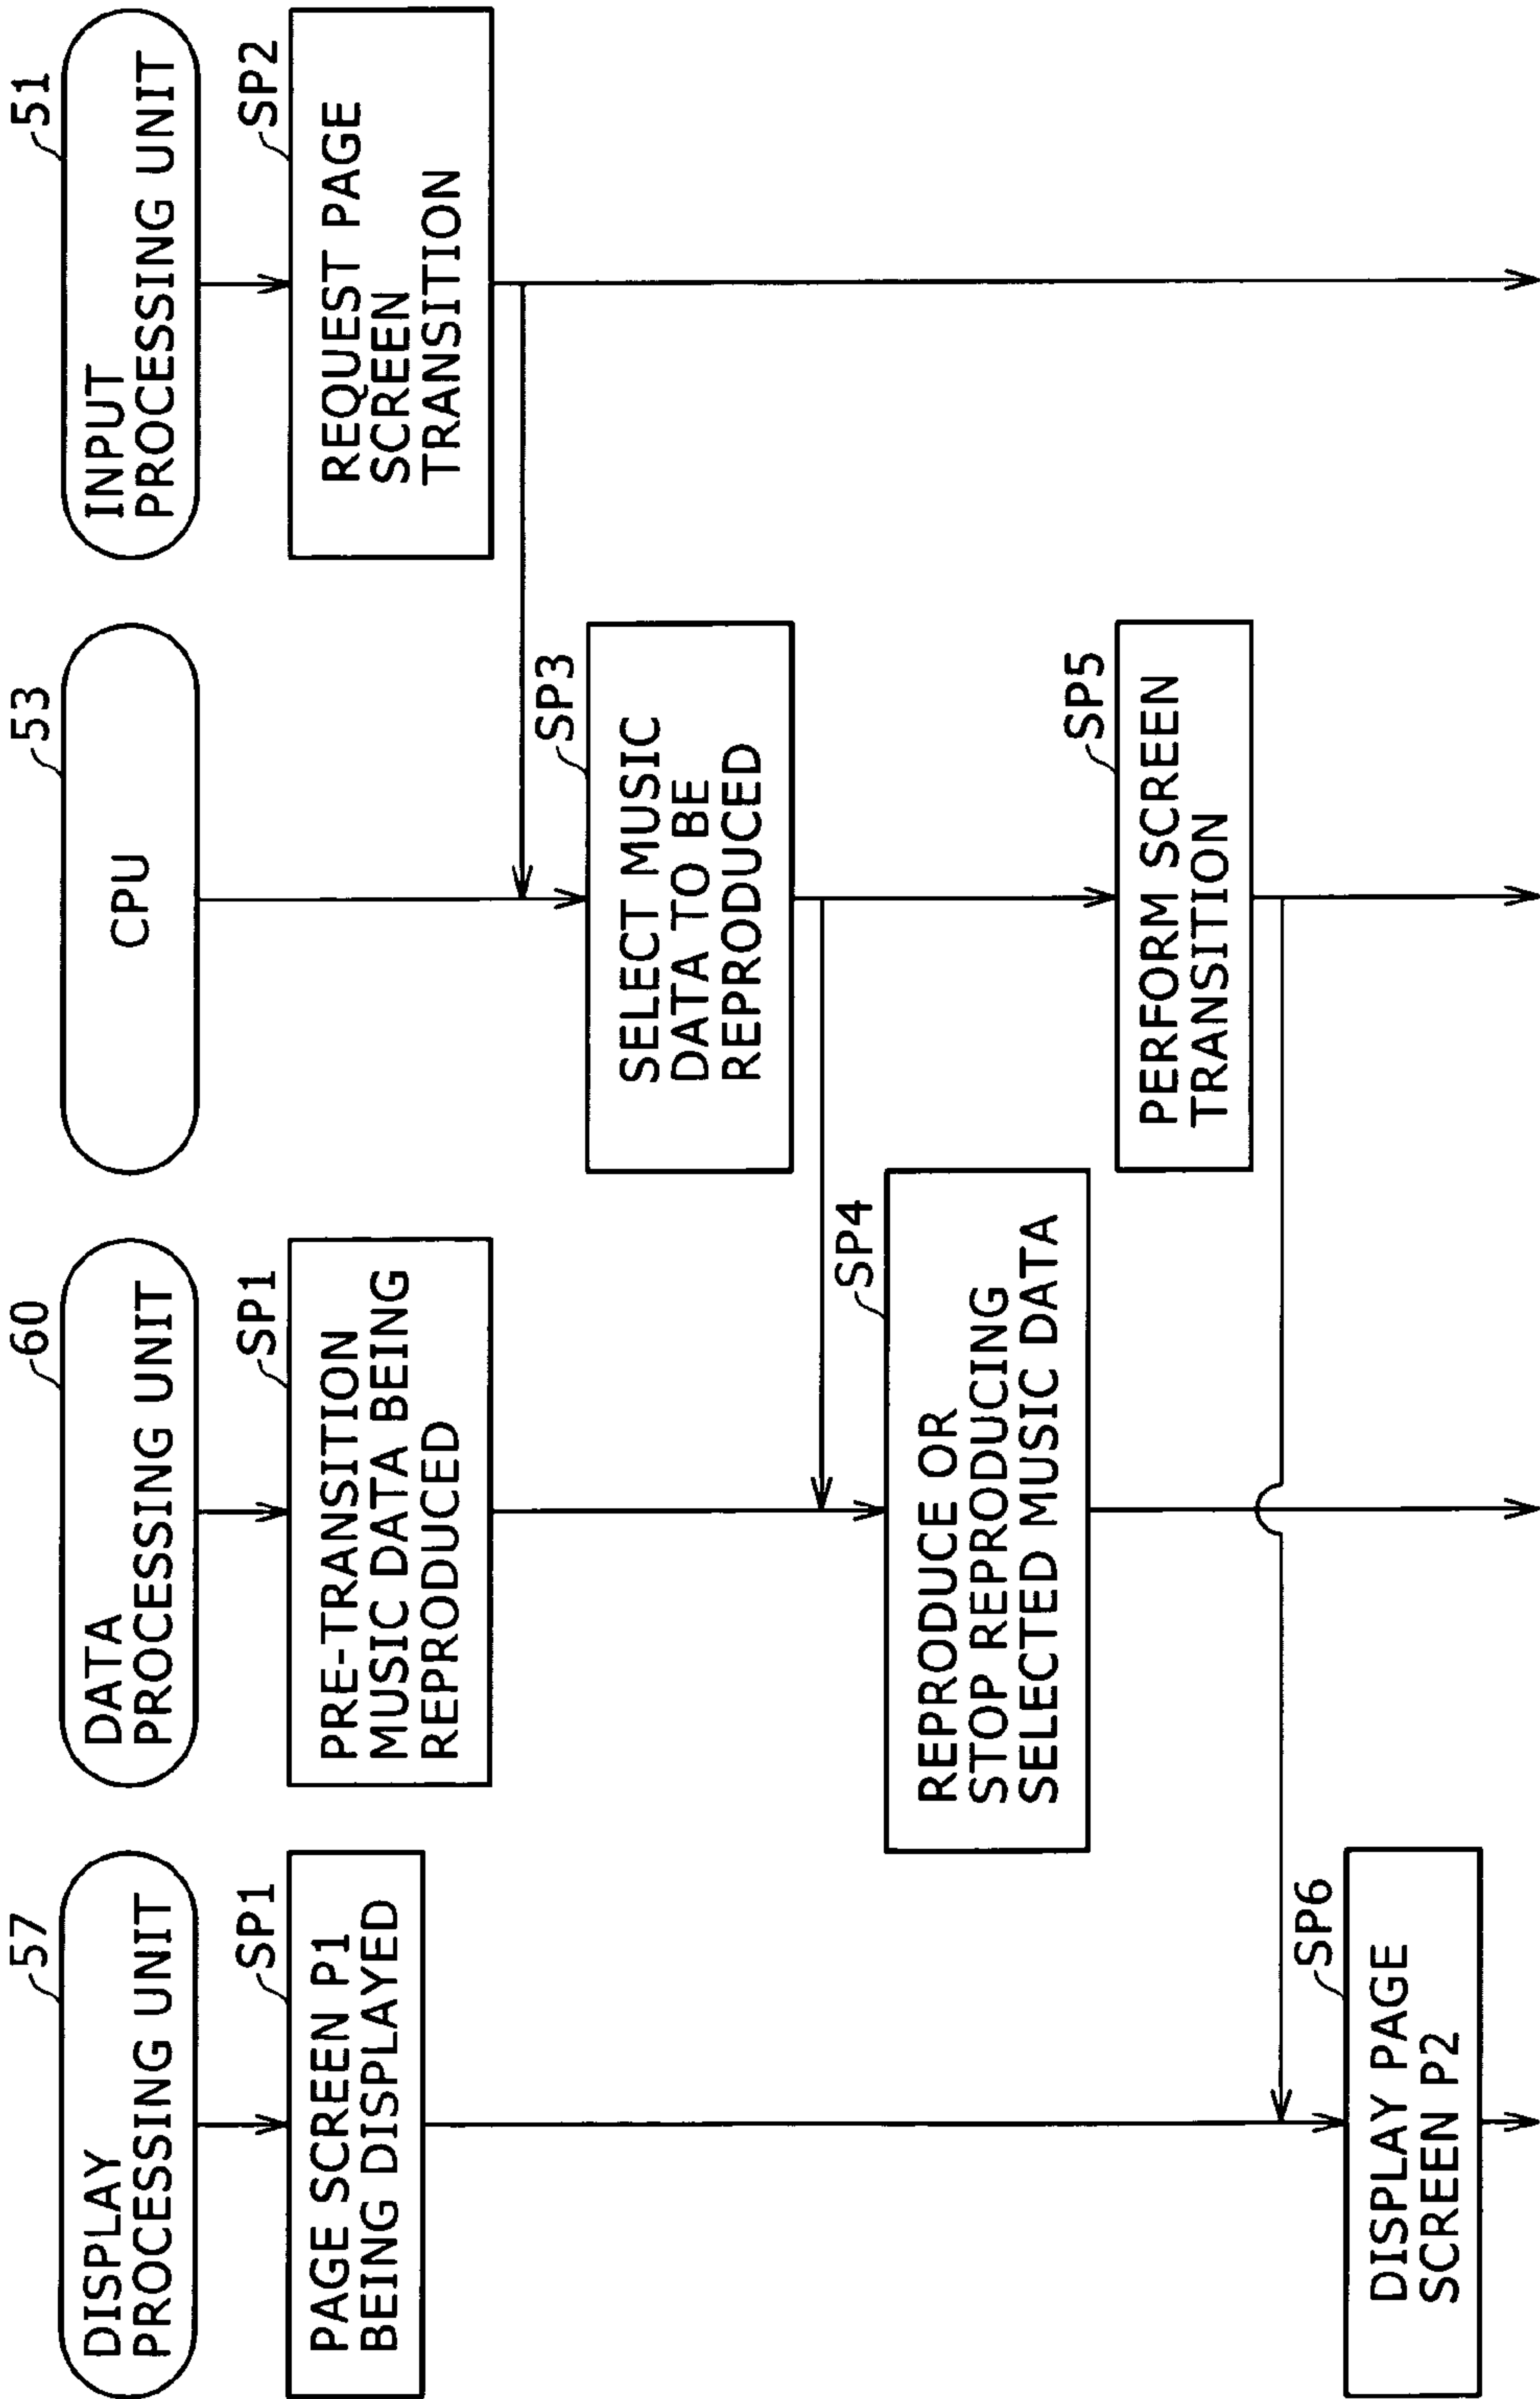 57
DISPLAY
PROCESSING UNIT
SP1
PAGE SCREEN P1
BEING DISPLAYED
SP6
DISPLAY PAGE
SCREEN P2
60
DATA
PROCESSING UNIT
SP1
PRE-TRANSITION
MUSIC DATA BEING
REPRODUCED
SP4
REPRODUCE OR
STOP REPRODUCING
SELECTED MUSIC DATA
53
CPU
SP3
SELECT MUSIC
DATA TO BE
REPRODUCED
SP5
PERFORM SCREEN
TRANSITION
51
INPUT
PROCESSING UNIT
SP2
REQUEST PAGE
SCREEN
TRANSITION